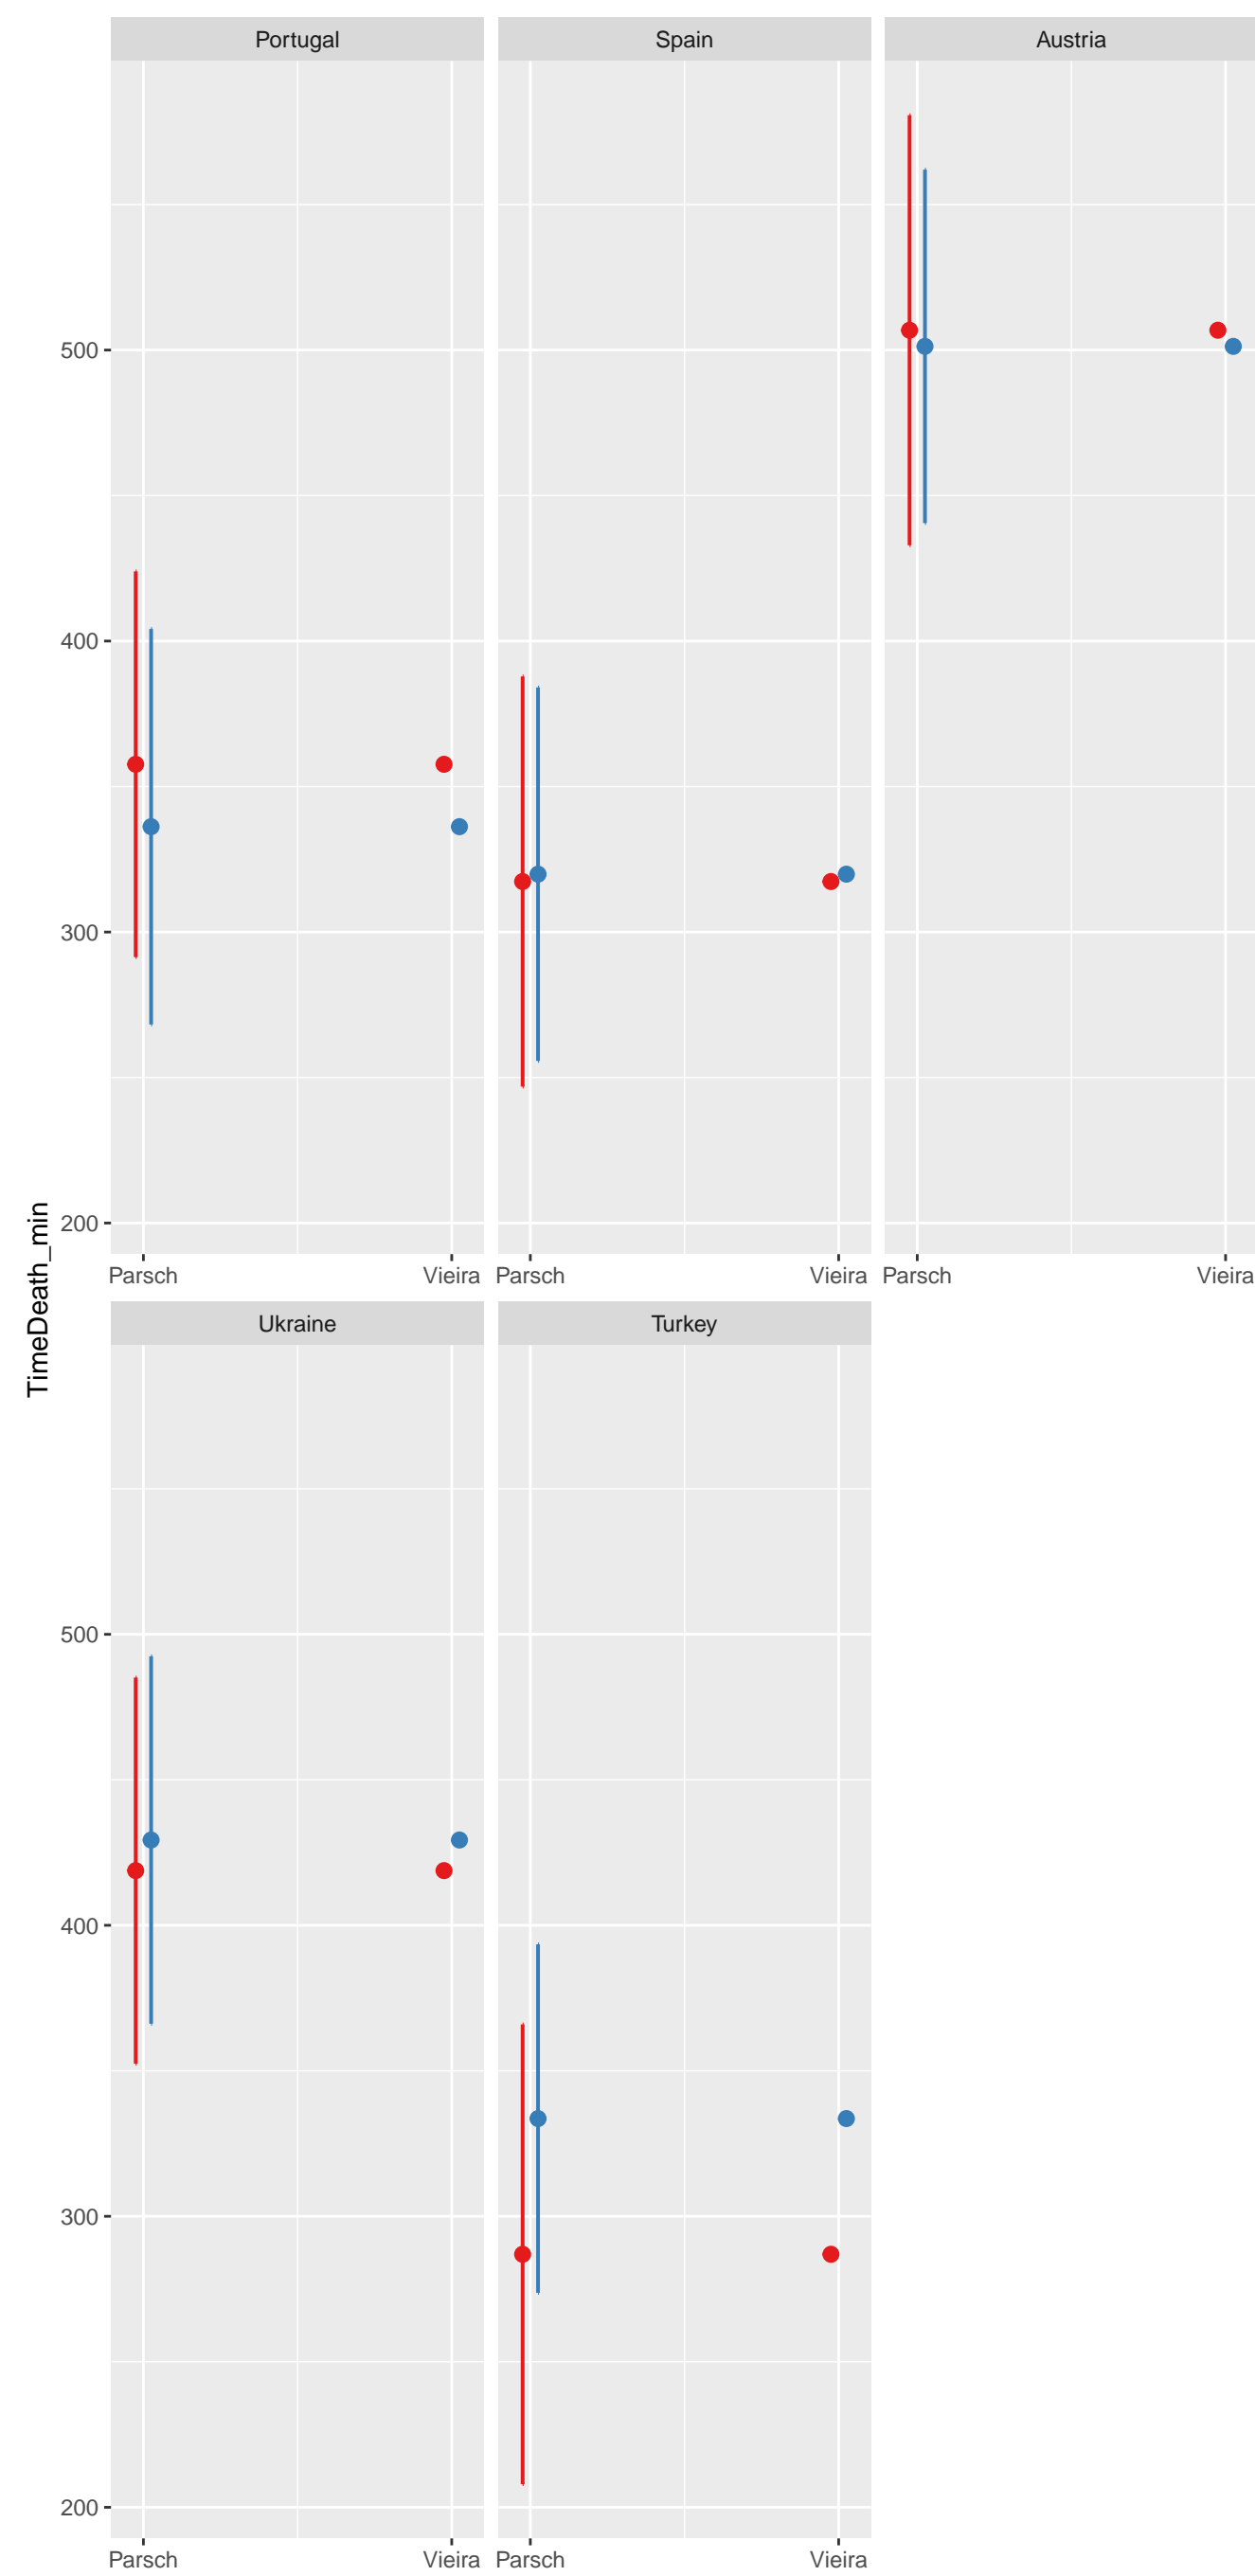 Portugal
Spain
Austria
500
400
300
200
Parsch Vieira Parsch Vieira Parsch Vieira
TimeDeath_min
Ukraine
Turkey
500
400
300
200
Parsch Vieira Parsch Vieira